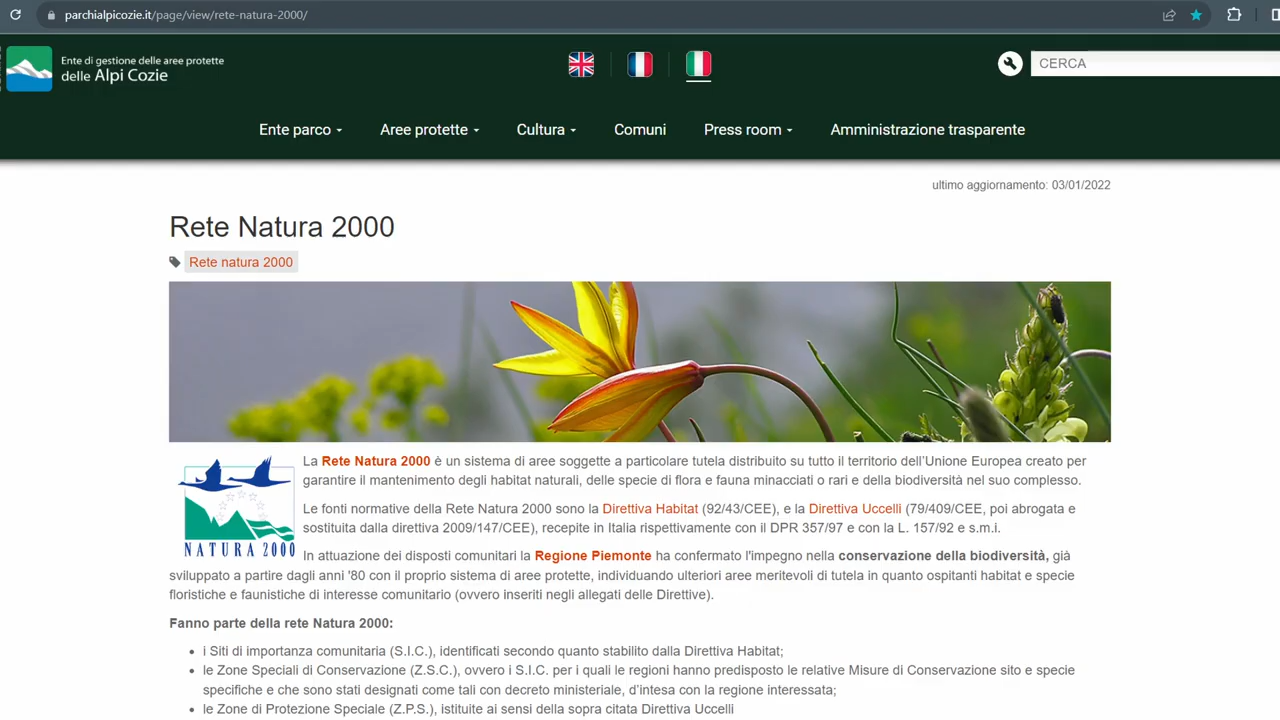 parchialpicozie.it/page/view/rete-natura-2000/
Ente di gestione delle aree protette
delle Alpi Cozie
CERCA
Ente parco
Aree protette
Cultura
Comuni
Press room
Amministrazione trasparente
ultimo aggiornamento: 03/01/2022
Rete Natura 2000
Rete natura 2000
La Rete Natura 2000 è un sistema di aree soggette a particolare tutela distribuito su tutto il territorio dell'Unione Europea creato per
garantire il mantenimento degli habitat naturali, delle specie di flora e fauna minacciati o rari e della biodiversità nel suo complesso.
Le fonti normative della Rete Natura 2000 sono la Direttiva Habitat (92/43/CEE), e la Direttiva Uccelli (79/409/CEE, poi abrogata e
sostituita dalla direttiva 2009/147/CEE), recepite in Italia rispettivamente con il DPR 357/97 e con la L. 157/92 e s.m.i.
NATURA 2000
In attuazione dei disposti comunitari la Regione Piemonte ha confermato l'impegno nella conservazione della biodiversità, già
sviluppato a partire dagli anni '80 con il proprio sistema di aree protette, individuando ulteriori aree meritevoli di tutela in quanto ospitanti habitat e specie
floristiche e faunistiche di interesse comunitario (ovvero inseriti negli allegati delle Direttive).
Fanno parte della rete Natura 2000:
• i Siti di importanza comunitaria (S.I.C.), identificati secondo quanto stabilito dalla Direttiva Habitat;
• le Zone Speciali di Conservazione (Z.S.C.), ovvero i S.I.C. per i quali le regioni hanno predisposto le relative Misure di Conservazione sito e specie
specifiche e che sono stati designati come tali con decreto ministeriale, d'intesa con la regione interessata;
• le Zone di Protezione Speciale (Z.P.S.), istituite ai sensi della sopra citata Direttiva Uccelli